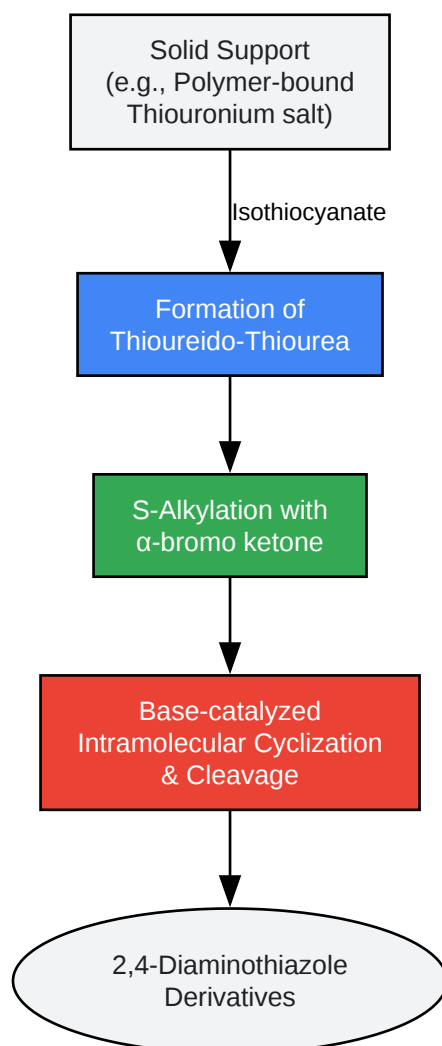 Solid Support
(e.g., Polymer-bound
Thiouronium salt)
Isothiocyanate
Formation of
Thioureido-Thiourea
S-Alkylation with
α-bromo ketone
Base-catalyzed
Intramolecular Cyclization
& Cleavage
2,4-Diaminothiazole
Derivatives